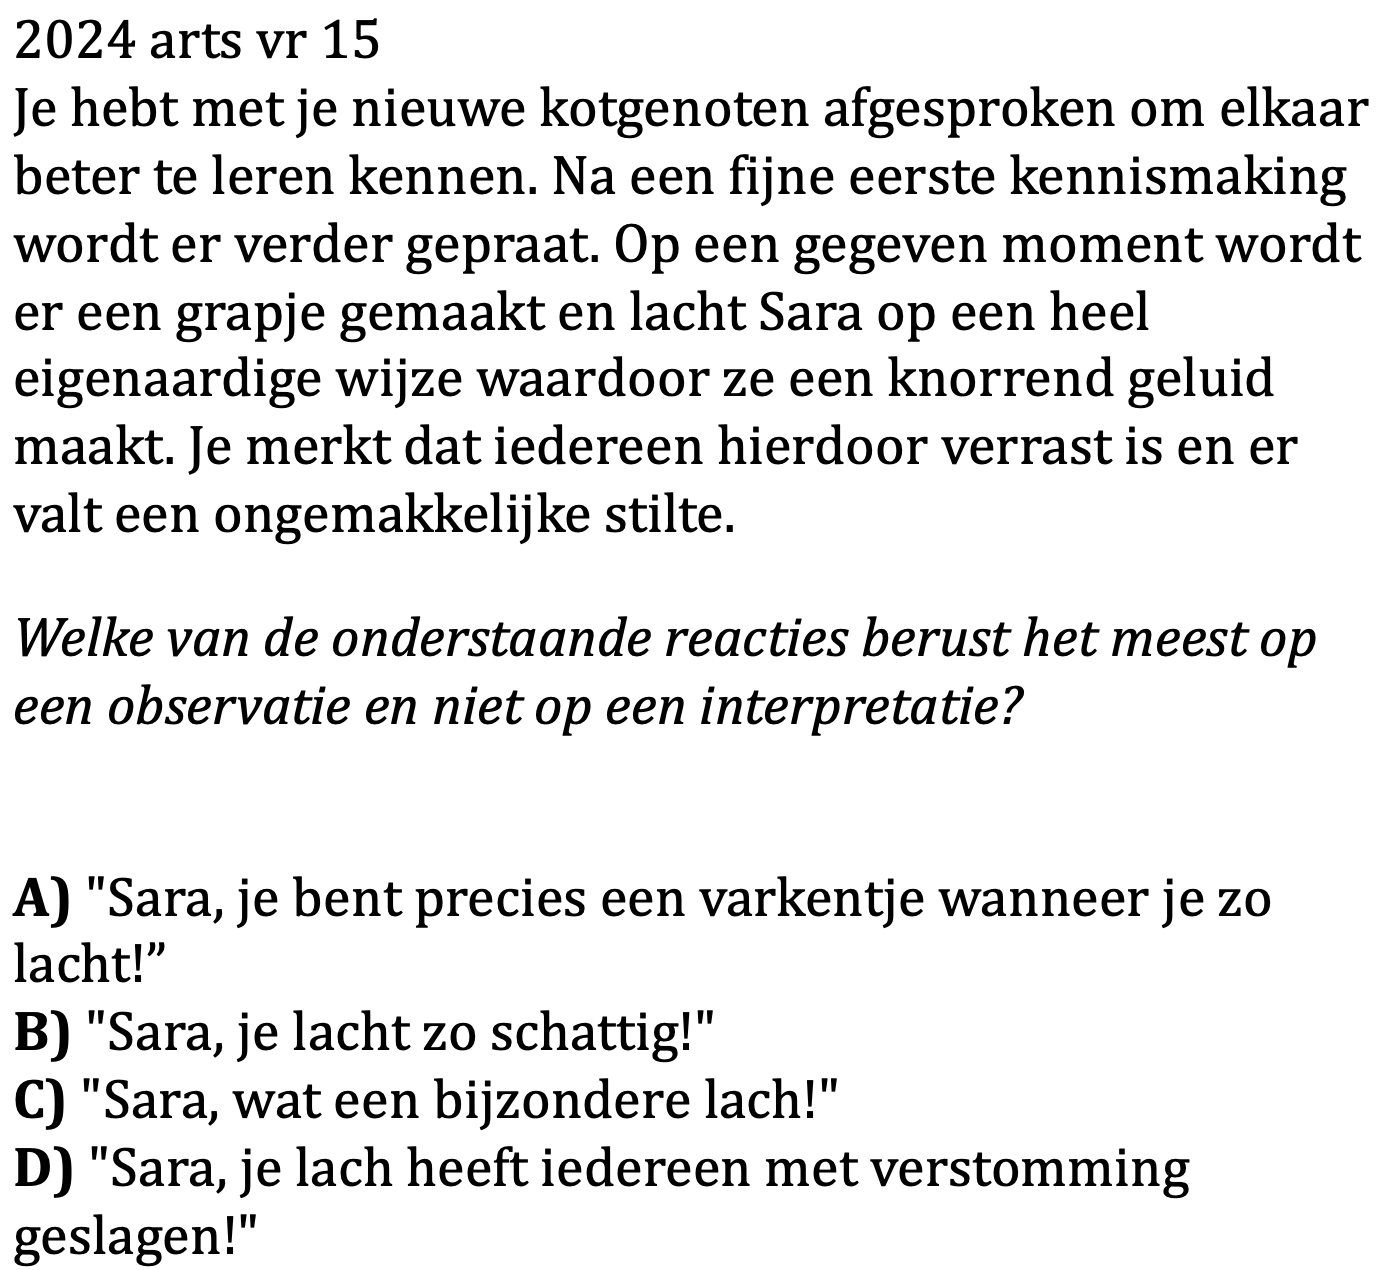 2024 arts vr 15
Je hebt met je nieuwe kotgenoten afgesproken om elkaar
beter te leren kennen. Na een fijne eerste kennismaking
wordt er verder gepraat. Op een gegeven moment wordt
er een grapje gemaakt en lacht Sara op een heel
eigenaardige wijze waardoor ze een knorrend geluid
maakt. Je merkt dat iedereen hierdoor verrast is en er
valt een ongemakkelijke stilte.
Welke van de onderstaande reacties berust het meest op
een observatie en niet op een interpretatie?
A) "Sara, je bent precies een varkentje wanneer je zo
lacht!”
B) "Sara, je lacht zo schattig!"
C) "Sara, wat een bijzondere lach!"
D) "Sara, je lach heeft iedereen met verstomming
geslagen!"